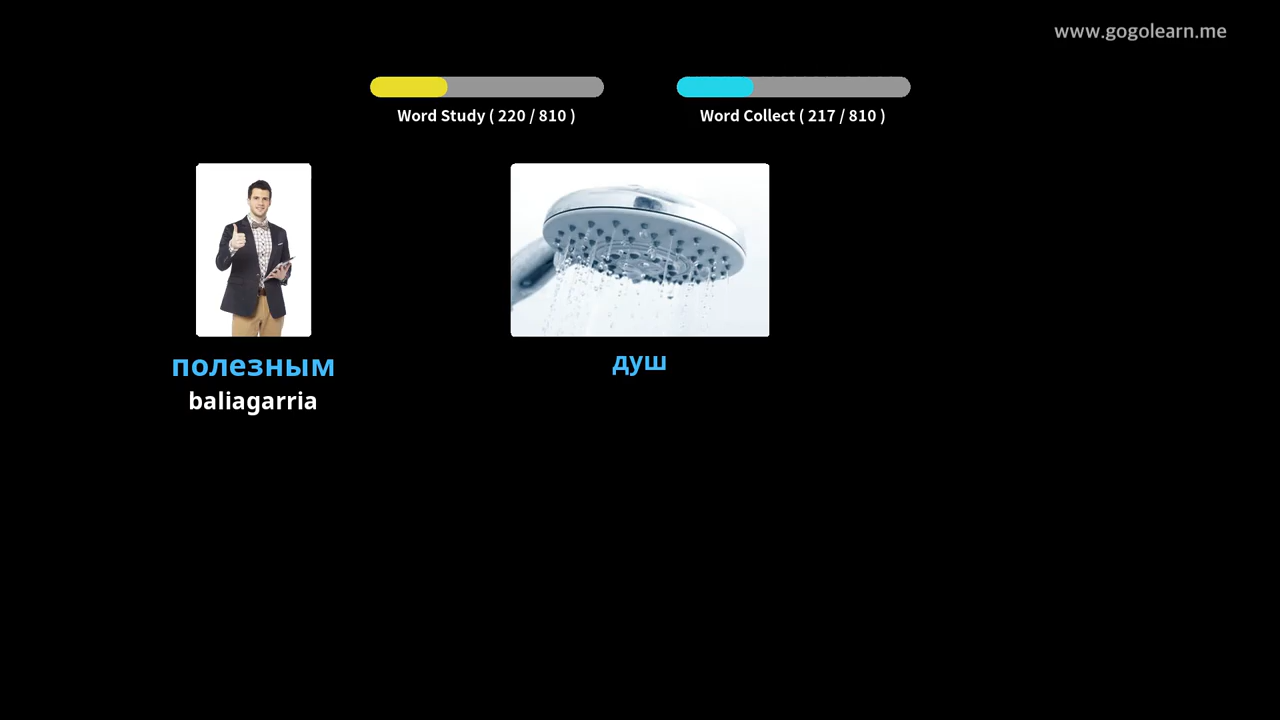 www.gogolearn.me
Word Study ( 220 / 810 )
Word Collect ( 217 / 810 )
полезным
baliagarria
душ